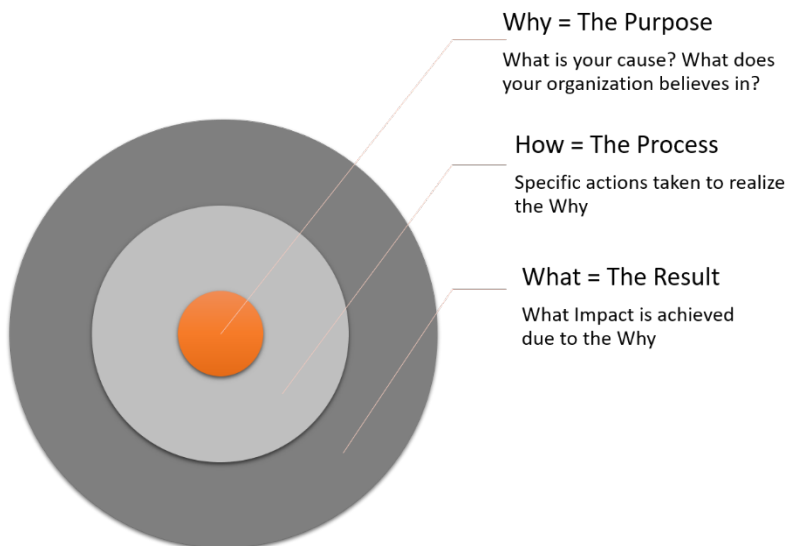 Why = The Purpose
What is your cause? What does
your organization believes in?
How = The Process
Specific actions taken to realize
the Why
What = The Result
What Impact is achieved
due to the Why